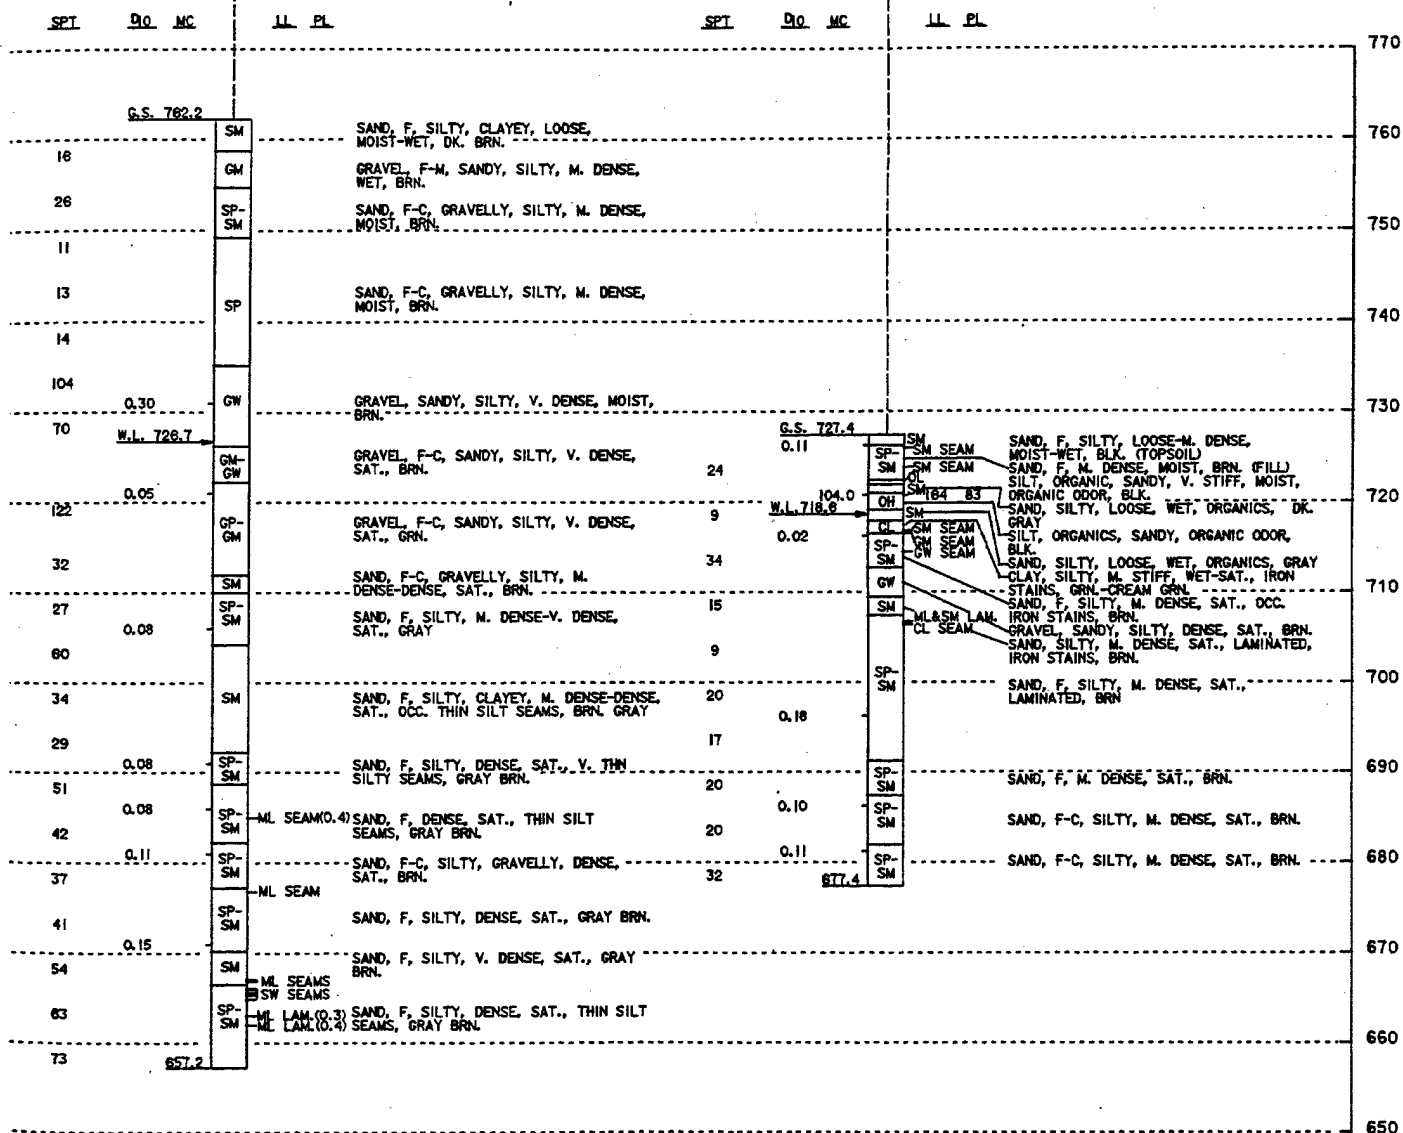 SPT D10 MC LL PL
SPT D10 MC LL PL
770
G.S. 762.2
SM
SAND, F, SILTY, CLAYEY, LOOSE,
MOIST-WET, DK. BRN.
760
16
GM
GRAVEL, F-M, SANDY, SILTY, M. DENSE,
WET, BRN.
26
SP-
SM
SAND, F-C, GRAVELLY, SILTY, M. DENSE,
MOIST, BRN.
750
11
13
SP
SAND, F-C, GRAVELLY, SILTY, M. DENSE,
MOIST, BRN.
740
14
104
0.30
GW
GRAVEL, SANDY, SILTY, V. DENSE, MOIST,
BRN.
730
70
W.L. 726.7
GM-
GW
GRAVEL, F-C, SANDY, SILTY, V. DENSE,
SAT., BRN.
0.05
122
GP-
GM
GRAVEL, F-C, SANDY, SILTY, V. DENSE,
SAT., GRN.
32
SM
SAND, F-C, GRAVELLY, SILTY, M.
DENSE-DENSE, SAT., BRN.
27
SP-
SM
0.08
SAND, F, SILTY, M. DENSE-V. DENSE,
SAT., GRAY
60
34
SM
SAND, F, SILTY, CLAYEY, M. DENSE-DENSE,
SAT., OCC. THIN SILT SEAMS, BRN. GRAY
29
0.08
SP-
SM
SAND, F, SILTY, DENSE, SAT., V. THN
SILTY SEAMS, GRAY BRN.
51
0.08
SP-
SM
ML SEAM(0.4)
SAND, F, DENSE, SAT., THIN SILT
SEAMS, GRAY BRN.
42
0.11
SP-
SM
SAND, F-C, SILTY, GRAVELLY, DENSE,
SAT., BRN.
37
ML SEAM
SP-
SM
41
SAND, F, SILTY, DENSE, SAT., GRAY BRN.
0.15
54
SM
SAND, F, SILTY, V. DENSE, SAT., GRAY
BRN.
ML SEAMS
SW SEAMS
63
SP-
SM
ML LAM.(0.3)
ML LAM.(0.4)
SAND, F, SILTY, DENSE, SAT., THIN SILT
SEAMS, GRAY BRN.
73
657.2
G.S. 727.4
0.11
SM
SP-
SM
SM SEAM
SM SEAM
OL
SM
SAND, F, SILTY, LOOSE-M. DENSE,
MOIST-WET, BLK. (TOPSOIL)
SAND, F, M. DENSE, MOIST, BRN. (FILL)
SILT, ORGANIC, SANDY, V. STIFF, MOIST,
ORGANIC ODOR, BLK.
24
104.0
OH
164 83
720
W.L. 718.6
9
SM
SAND, SILTY, LOOSE, WET, ORGANICS, DK.
GRAY
SILT, ORGANICS, SANDY, ORGANIC ODOR,
BLK.
CL
SM SEAM
GM SEAM
GW SEAM
0.02
SP-
SM
34
SAND, SILTY, LOOSE, WET, ORGANICS, GRAY
CLAY, SILTY, M. STIFF, WET-SAT., IRON
STAINS, GRN.-CREAM GRN.
710
GW
15
SM
SAND, F, SILTY, M. DENSE, SAT., OCC.
IRON STAINS, BRN.
ML&SM LAM.
CL SEAM
GRAVEL, SANDY, SILTY, DENSE, SAT., BRN.
SAND, SILTY, M. DENSE, SAT., LAMINATED,
IRON STAINS, BRN.
9
SP-
SM
20
SAND, F, SILTY, M. DENSE, SAT.,
LAMINATED, BRN
700
0.16
17
SP-
SM
SAND, F, M. DENSE, SAT., BRN.
690
20
0.10
SP-
SM
SAND, F-C, SILTY, M. DENSE, SAT., BRN.
20
0.11
SP-
SM
SAND, F-C, SILTY, M. DENSE, SAT., BRN.
680
32
677.4
670
660
650